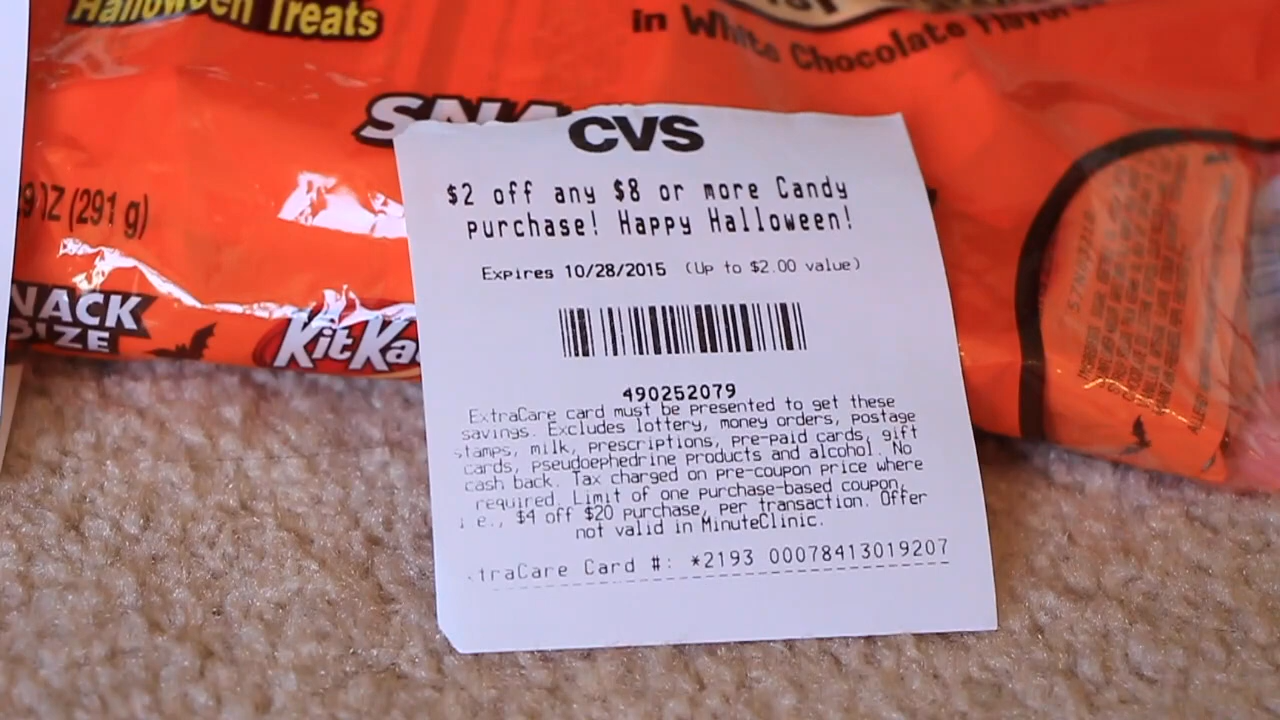 Halloween Treats
in White Chocolate
SNA
OZ (291 g)
NACK
SIZE
KitKa
CVS
$2 off any $8 or more Candy
purchase! Happy Halloween!
Expires 10/28/2015 (Up to $2.00 value)
490252079
ExtraCare card must be presented to get these
savings. Excludes lottery, money orders, postage
stamps, milk, prescriptions, pre-paid cards, gift
cards, pseudoephedrine products and alcohol. No
cash back. Tax charged on pre-coupon price where
required. Limit of one purchase-based coupon,
i.e., $4 off $20 purchase, per transaction. Offer
not valid in MinuteClinic.
traCare Card #: *2193 00078413019207